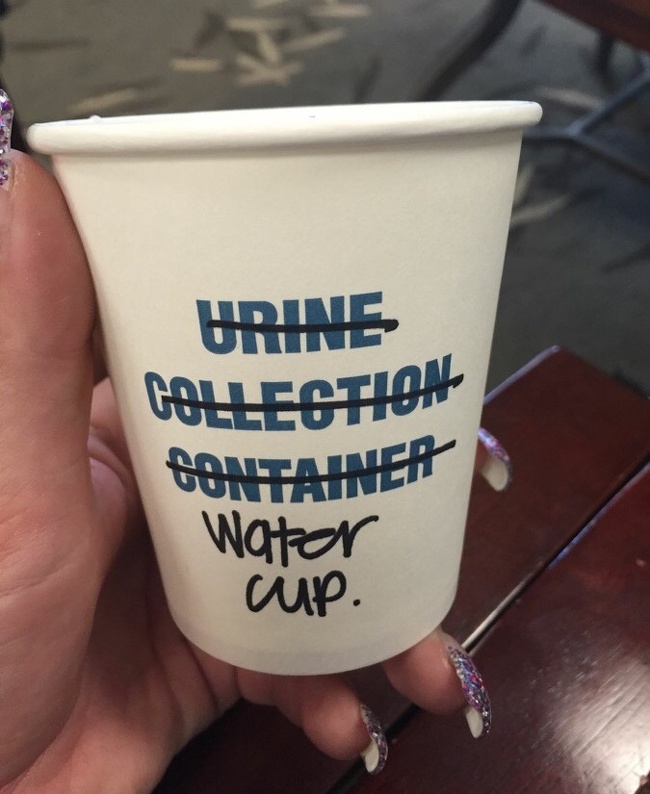 URINE
COLLECTION
CONTAINER
Water
cup.